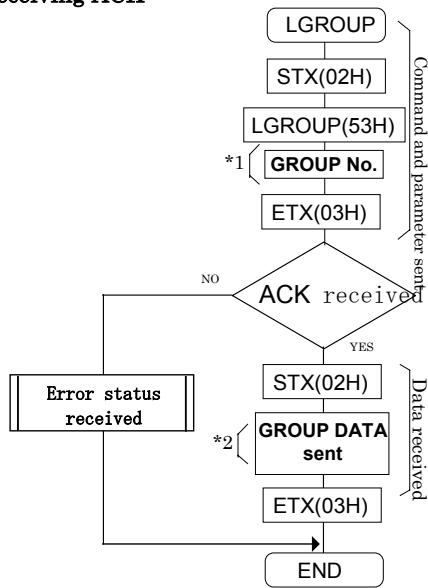 LGROUP
STX(02H)
LGROUP(53H)
*1
GROUP No.
ETX(03H)
Command and parameter sent
NO
ACK received
YES
STX(02H)
Error status
received
*2
GROUP DATA
sent
Data received
ETX(03H)
END